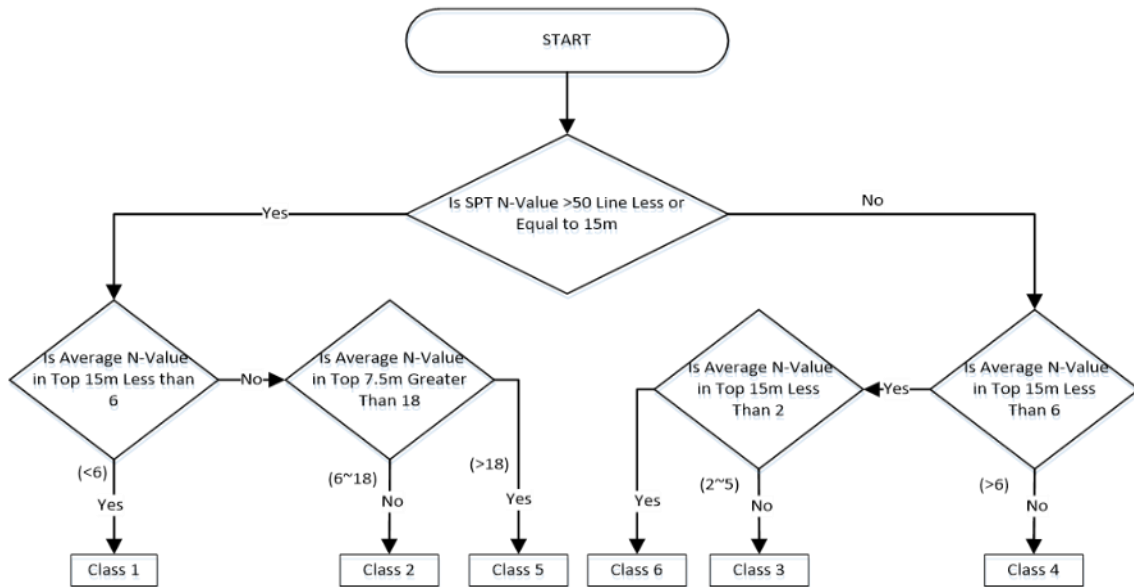 START
Is SPT N-Value >50 Line Less or
Equal to 15m
Yes
No
Is Average N-Value
in Top 15m Less than
6
No
Is Average N-Value
in Top 7.5m Greater
Than 18
Is Average N-Value
in Top 15m Less
Than 2
Yes
Is Average N-Value
in Top 15m Less
Than 6
(<6)
Yes
(6~18)
No
(>18)
Yes
Yes
(2~5)
No
(>6)
No
Class 1
Class 2
Class 5
Class 6
Class 3
Class 4